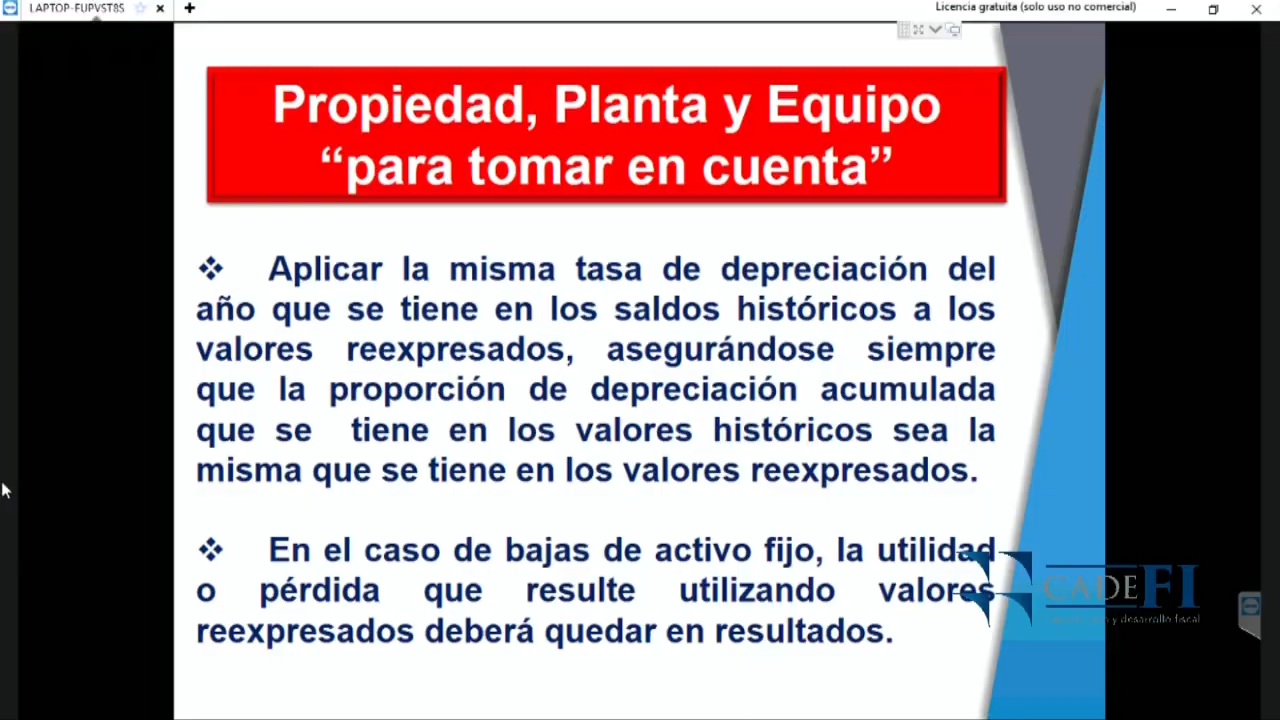 LAPTOP-FUPVST8S
Licencia gratuita (solo uso no comercial)
Propiedad, Planta y Equipo
“para tomar en cuenta”
❖ Aplicar la misma tasa de depreciación del
año que se tiene en los saldos históricos a los
valores reexpresados, asegurándose siempre
que la proporción de depreciación acumulada
que se tiene en los valores históricos sea la
misma que se tiene en los valores reexpresados.
❖ En el caso de bajas de activo fijo, la utilidad
o pérdida que resulte utilizando valores
reexpresados deberá quedar en resultados.
CADEFI
y desarrollo fiscal